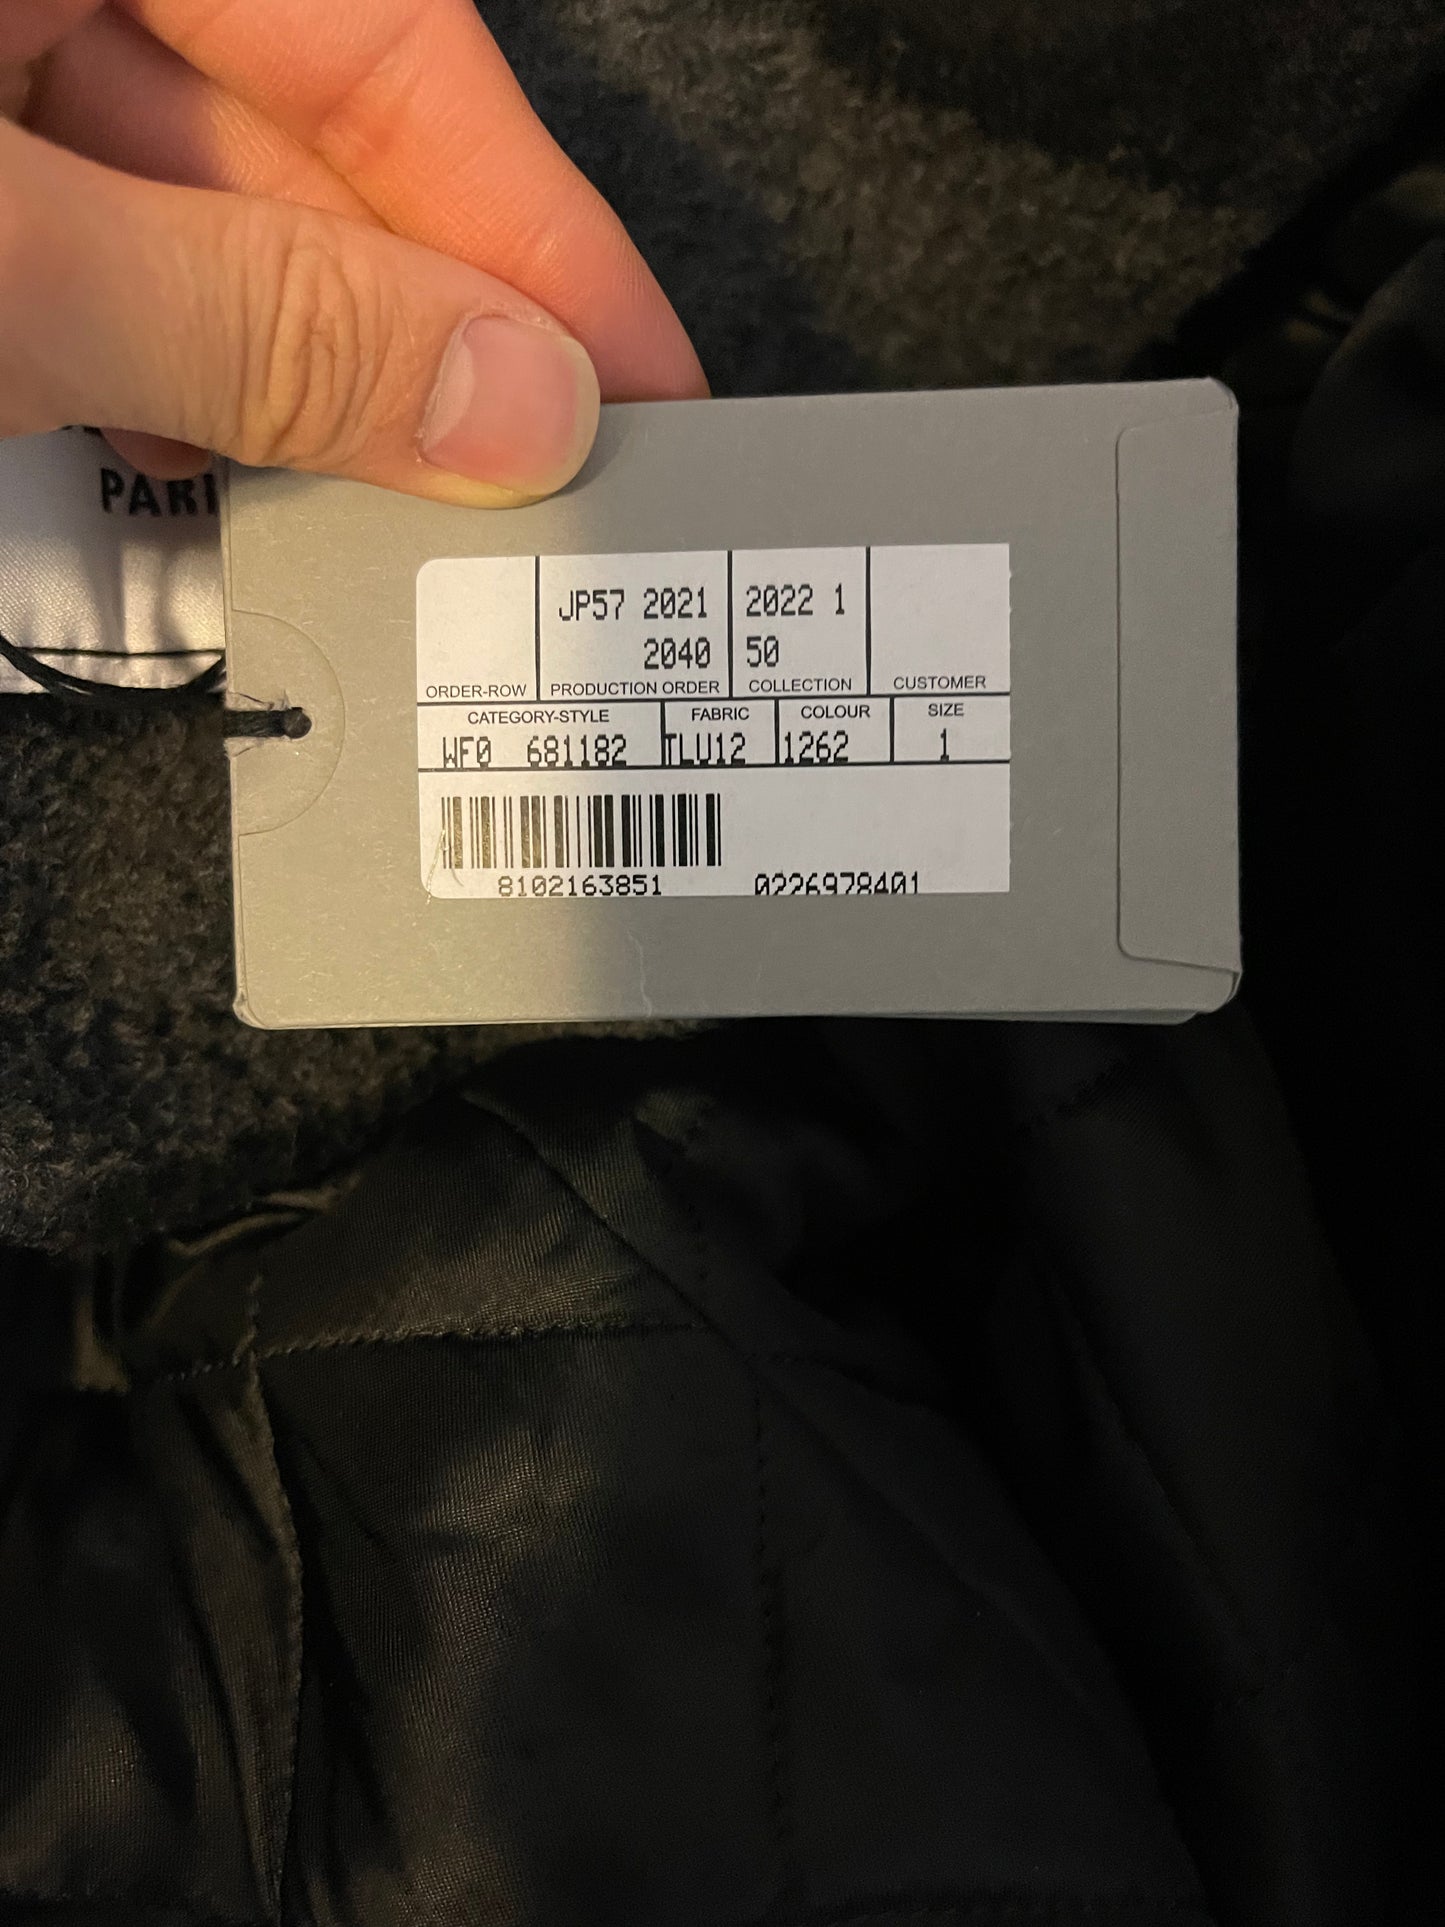 JP57 2021 2022 1
2040 50
ORDER-ROW PRODUCTION ORDER COLLECTION CUSTOMER
CATEGORY-STYLE FABRIC COLOUR SIZE
WF0 681182 TLU12 1262 1
8102163851 0226978401